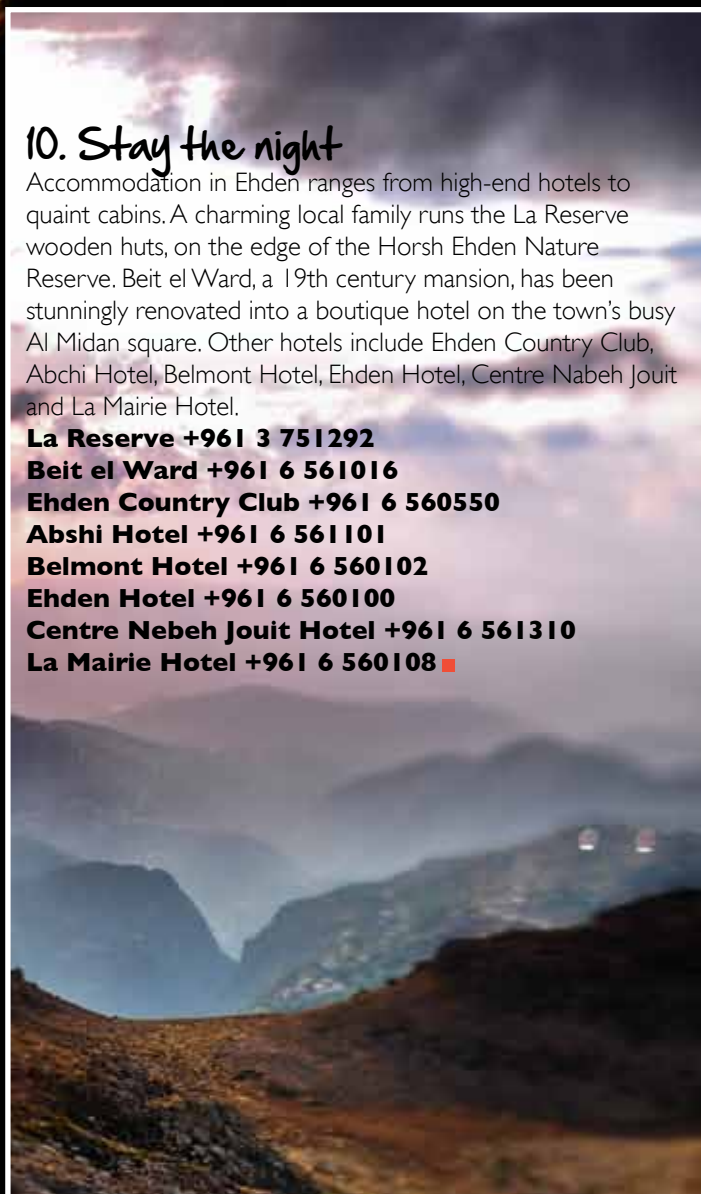 10. Stay the night
Accommodation in Ehden ranges from high-end hotels to
quaint cabins. A charming local family runs the La Reserve
wooden huts, on the edge of the Horsh Ehden Nature
Reserve. Beit el Ward, a 19th century mansion, has been
stunningly renovated into a boutique hotel on the town's busy
Al Midan square. Other hotels include Ehden Country Club,
Abchi Hotel, Belmont Hotel, Ehden Hotel, Centre Nabeh Jouit
and La Mairie Hotel.
La Reserve +961 3 751292
Beit el Ward +961 6 561016
Ehden Country Club +961 6 560550
Abshi Hotel +961 6 561101
Belmont Hotel +961 6 560102
Ehden Hotel +961 6 560100
Centre Nebeh Jouit Hotel +961 6 561310
La Mairie Hotel +961 6 560108